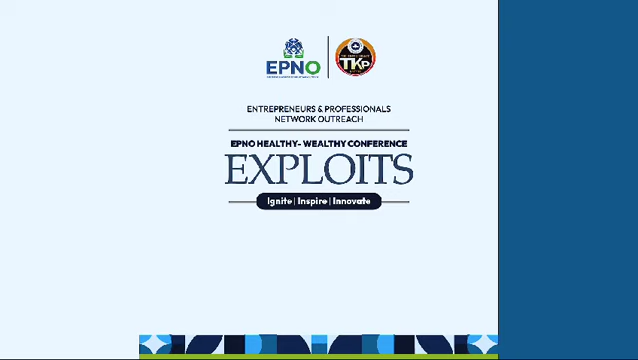 EPNO
TKP
ENTREPRENEURS & PROFESSIONALS
NETWORK OUTREACH
EPNO HEALTHY- WEALTHY CONFERENCE
EXPLOITS
Ignite | Inspire | Innovate